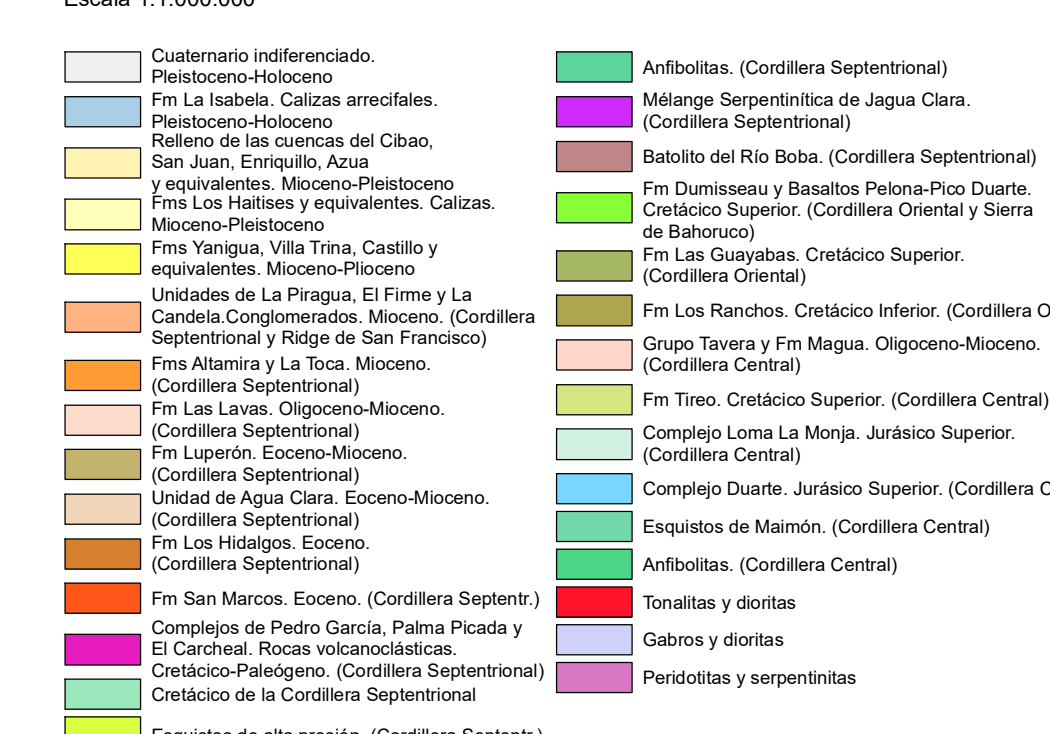 Escala 1:1.000.000
Cuaternario indiferenciado.
Pleistoceno-Holoceno
Fm La Isabela. Calizas arrecifales.
Pleistoceno-Holoceno
Relleno de las cuencas del Cibao,
San Juan, Enriquillo, Azua
y equivalentes. Mioceno-Pleistoceno
Fms Los Haitises y equivalentes. Calizas.
Mioceno-Pleistoceno
Fms Yanigua, Villa Trina, Castillo y
equivalentes. Mioceno-Plioceno
Unidades de La Piragua, El Firme y La
Candela.Conglomerados. Mioceno. (Cordillera
Septentrional y Ridge de San Francisco)
Fms Altamira y La Toca. Mioceno.
(Cordillera Septentrional)
Fm Las Lavas. Oligoceno-Mioceno.
(Cordillera Septentrional)
Fm Luperón. Eoceno-Mioceno.
(Cordillera Septentrional)
Unidad de Agua Clara. Eoceno-Mioceno.
(Cordillera Septentrional)
Fm Los Hidalgos. Eoceno.
(Cordillera Septentrional)
Fm San Marcos. Eoceno. (Cordillera Septentr.)
Complejos de Pedro García, Palma Picada y
El Carcheal. Rocas volcanoclásticas.
Cretácico-Paleógeno. (Cordillera Septentrional)
Cretácico de la Cordillera Septentrional
Esquistos de alta presión. (Cordillera Septentr.)
Anfibolitas. (Cordillera Septentrional)
Mélange Serpentinítica de Jagua Clara.
(Cordillera Septentrional)
Batolito del Río Boba. (Cordillera Septentrional)
Fm Dumisseau y Basaltos Pelona-Pico Duarte.
Cretácico Superior. (Cordillera Oriental y Sierra
de Bahoruco)
Fm Las Guayabas. Cretácico Superior.
(Cordillera Oriental)
Fm Los Ranchos. Cretácico Inferior. (Cordillera O
Grupo Tavera y Fm Magua. Oligoceno-Mioceno.
(Cordillera Central)
Fm Tireo. Cretácico Superior. (Cordillera Central)
Complejo Loma La Monja. Jurásico Superior.
(Cordillera Central)
Complejo Duarte. Jurásico Superior. (Cordillera C
Esquistos de Maimón. (Cordillera Central)
Anfibolitas. (Cordillera Central)
Tonalitas y dioritas
Gabros y dioritas
Peridotitas y serpentinitas